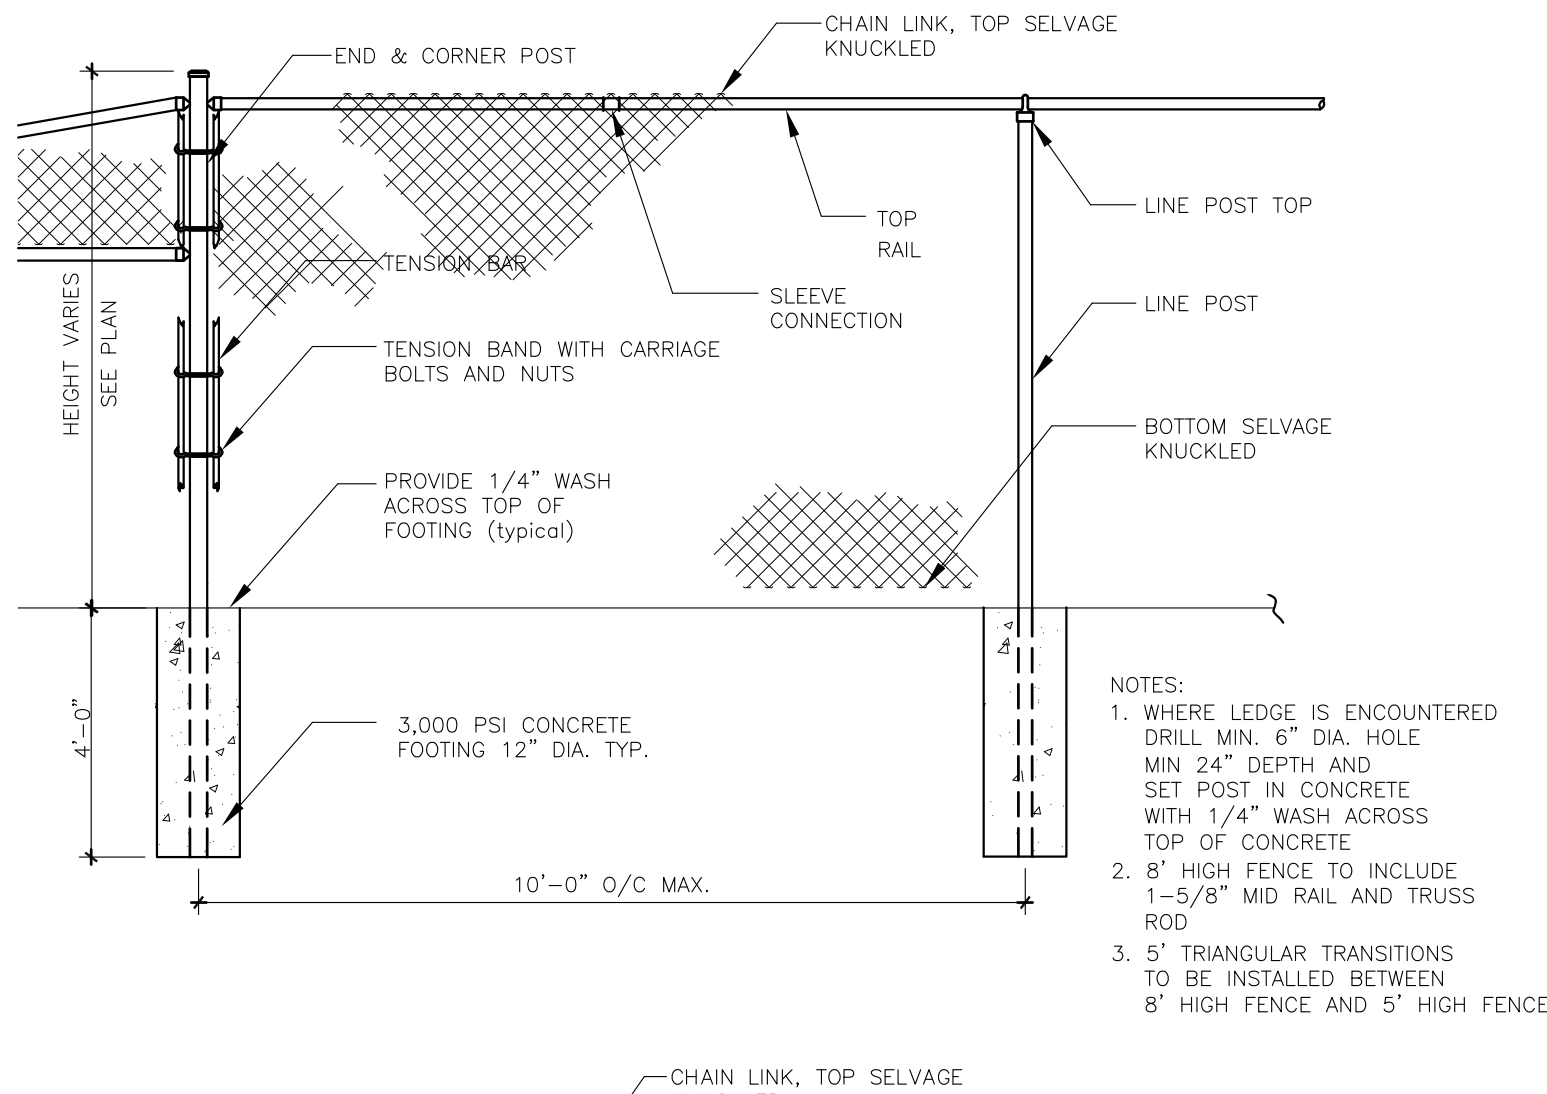 CHAIN LINK, TOP SELVAGE
KNUCKLED
END & CORNER POST
LINE POST TOP
TOP
RAIL
TENSION BAR
SLEEVE
CONNECTION
LINE POST
HEIGHT VARIES
SEE PLAN
TENSION BAND WITH CARRIAGE
BOLTS AND NUTS
BOTTOM SELVAGE
KNUCKLED
PROVIDE 1/4” WASH
ACROSS TOP OF
FOOTING (typical)
4’-0”
3,000 PSI CONCRETE
FOOTING 12” DIA. TYP.
10’-0” O/C MAX.
NOTES:
1. WHERE LEDGE IS ENCOUNTERED
DRILL MIN. 6” DIA. HOLE
MIN 24” DEPTH AND
SET POST IN CONCRETE
WITH 1/4” WASH ACROSS
TOP OF CONCRETE
2. 8’ HIGH FENCE TO INCLUDE
1-5/8” MID RAIL AND TRUSS
ROD
3. 5’ TRIANGULAR TRANSITIONS
TO BE INSTALLED BETWEEN
8’ HIGH FENCE AND 5’ HIGH FENCE
CHAIN LINK, TOP SELVAGE